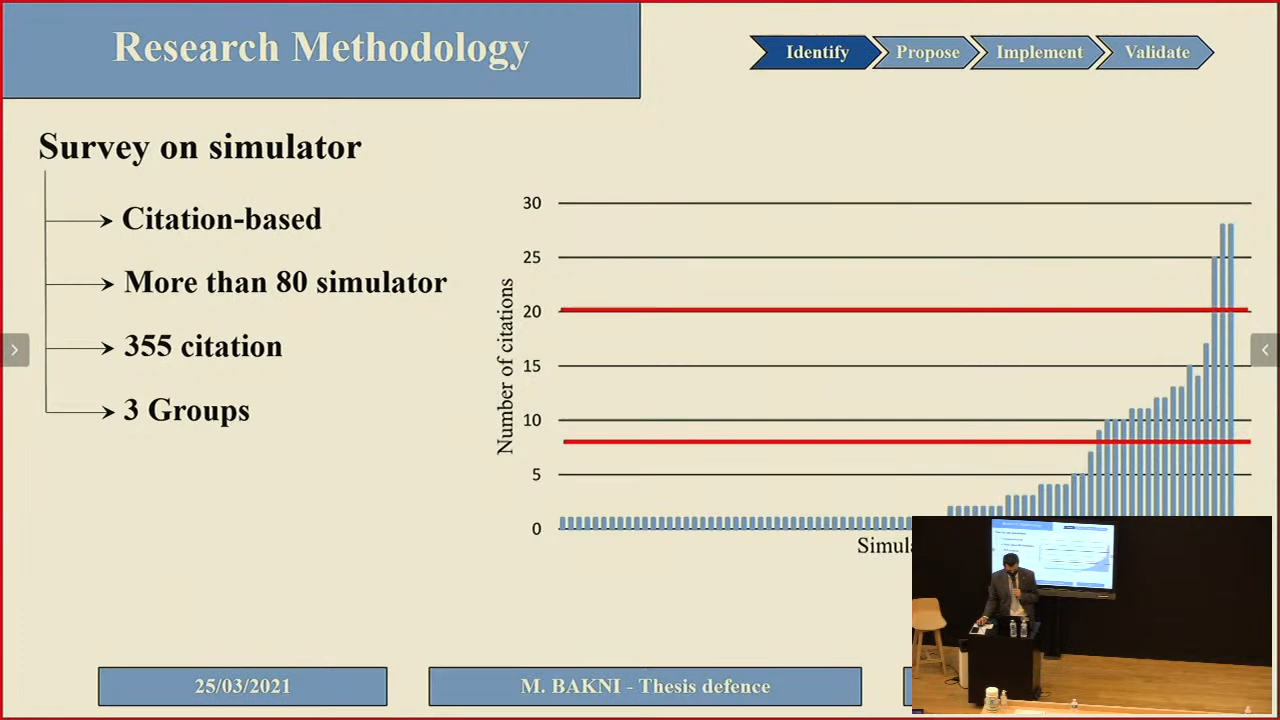 Research Methodology
Identify
Propose
Implement
Validate
Survey on simulator
Citation-based
More than 80 simulator
355 citation
3 Groups
Number of citations
30
25
20
15
10
5
0
25/03/2021
M. BAKNI - Thesis defence